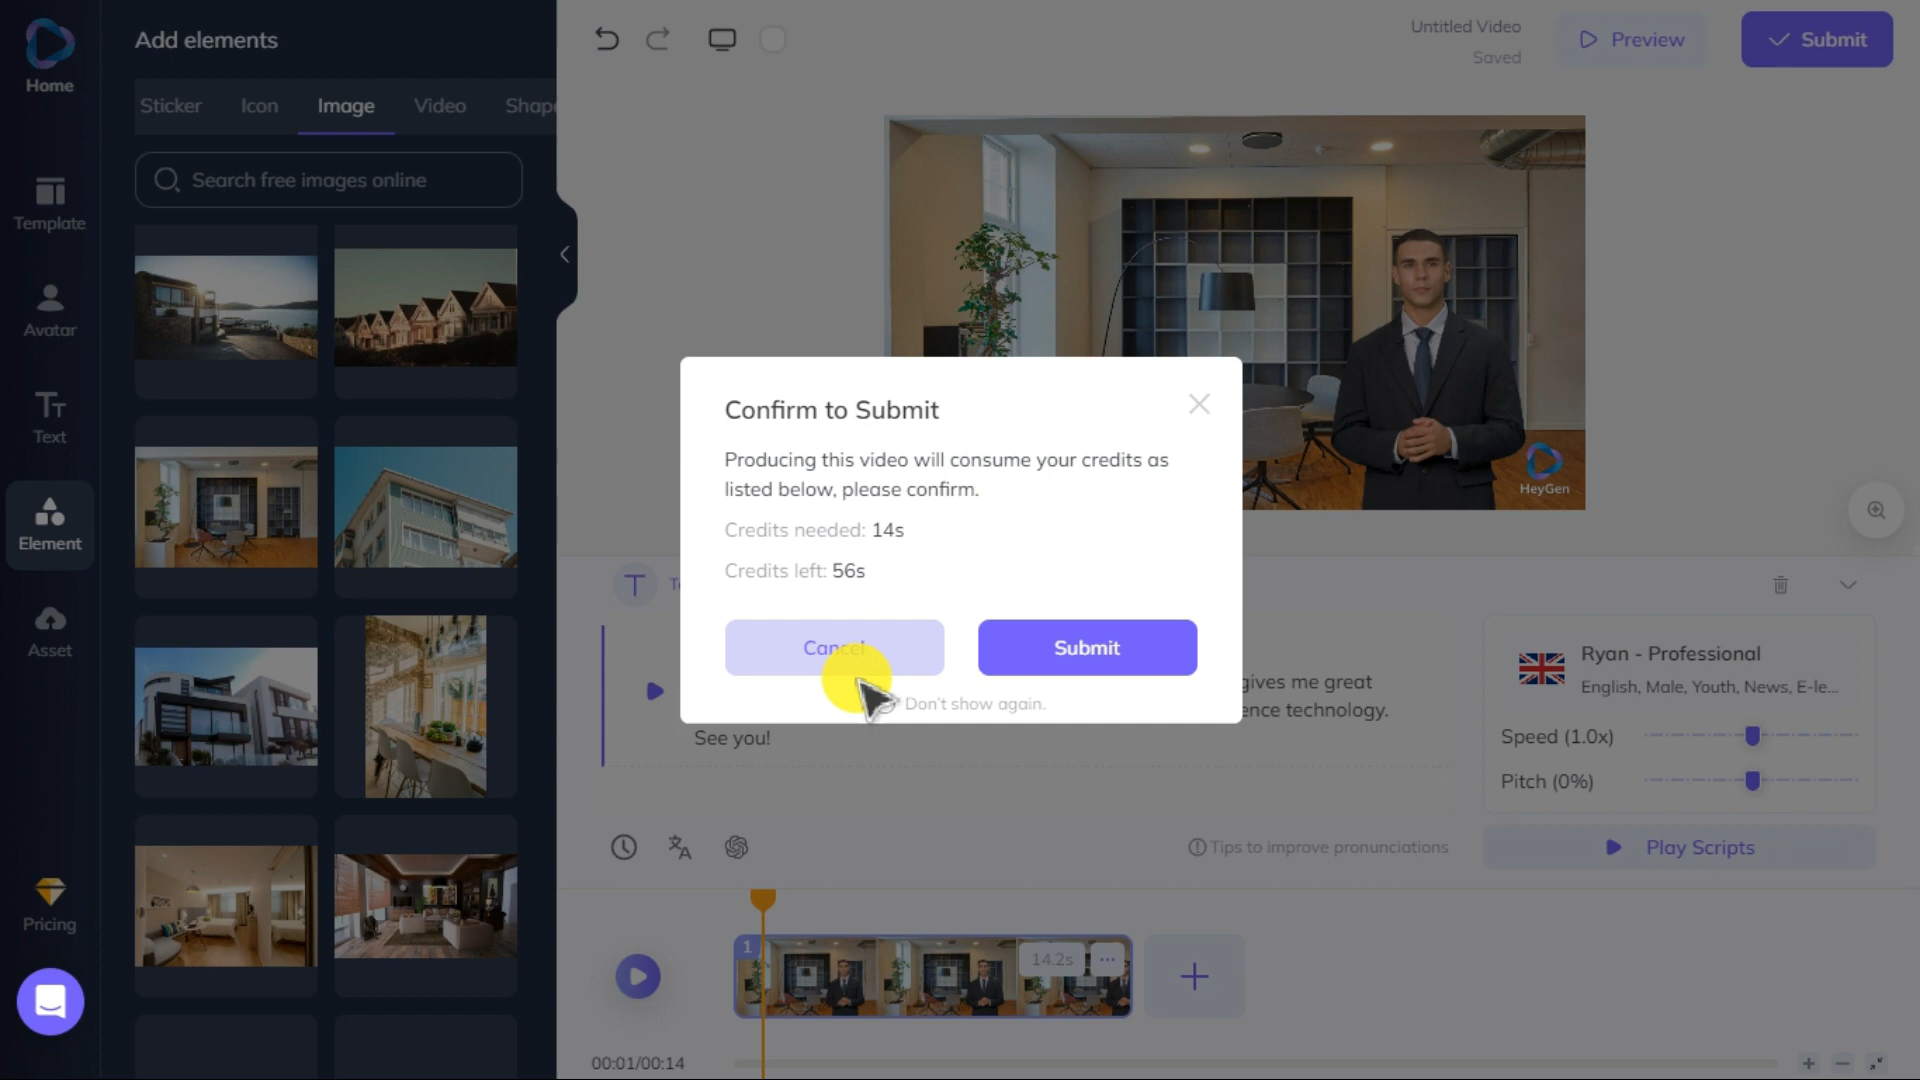 Home
Template
Avatar
Text
Element
Asset
Pricing
Add elements
Sticker
Icon
Image
Video
Search free images online
Untitled Video
Saved
Preview
Submit
HeyGen
Confirm to Submit
Producing this video will consume your credits as
listed below, please confirm.
Credits needed: 14s
Credits left: 56s
Cancel
Submit
Don't show again.
gives me great
technology.
See you!
Ryan - Professional
English, Male, Youth, News, E-le...
Speed (1.0x)
Pitch (0%)
Tips to improve pronunciations
Play Scripts
1
14.2s
00:01/00:14